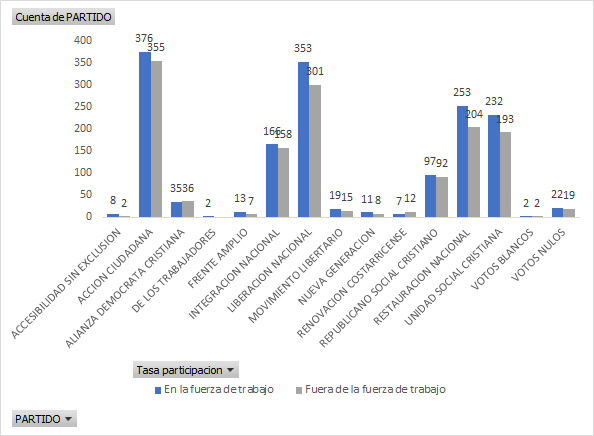 Cuenta de PARTIDO
400
350
300
250
200
150
100
50
0
8 2
376 355
35 36
2
13 7
166 158
353 301
19 15
11 8
7 12
97 92
253 204
232 193
2 2
22 19
ACCESIBILIDAD SIN EXCLUSION
ACCION CIUDADANA
ALIANZA DEMOCRATA CRISTIANA
DE LOS TRABAJADORES
FRENTE AMPLIO
INTEGRACION NACIONAL
LIBERACION NACIONAL
MOVIMIENTO LIBERTARIO
NUEVA GENERACION
RENOVACION COSTARRICENSE
REPUBLICANO SOCIAL CRISTIANO
RESTAURACION NACIONAL
UNIDAD SOCIAL CRISTIANA
VOTOS BLANCOS
VOTOS NULOS
Tasa participacion
En la fuerza de trabajo
Fuera de la fuerza de trabajo
PARTIDO